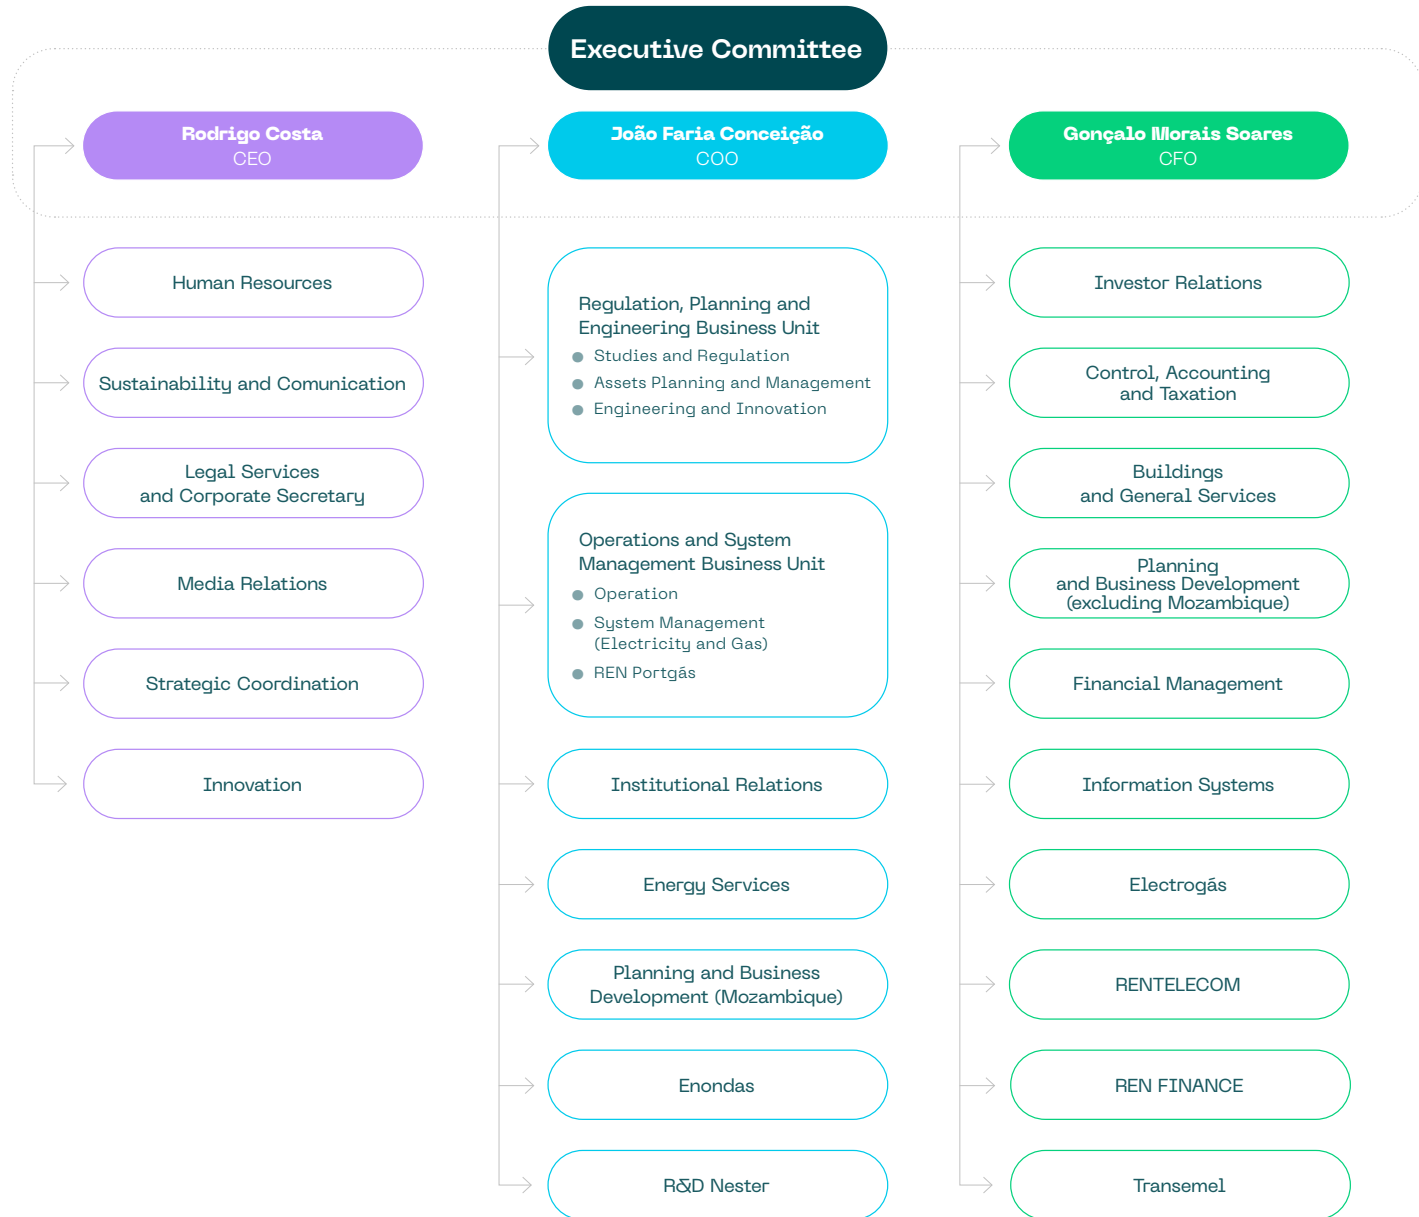 Executive Committee
Rodrigo Costa
CEO
Human Resources
Sustainability and Comunication
Legal Services
and Corporate Secretary
Media Relations
Strategic Coordination
Innovation
João Faria Conceição
COO
Regulation, Planning and
Engineering Business Unit
Studies and Regulation
Assets Planning and Management
Engineering and Innovation
Operations and System
Management Business Unit
Operation
System Management
(Electricity and Gas)
REN Portgás
Institutional Relations
Energy Services
Planning and Business
Development (Mozambique)
Enondas
R&D Nester
Gonçalo Morais Soares
CFO
Investor Relations
Control, Accounting
and Taxation
Buildings
and General Services
Planning
and Business Development
(excluding Mozambique)
Financial Management
Information Systems
Electrogás
RENTELECOM
REN FINANCE
Transemel